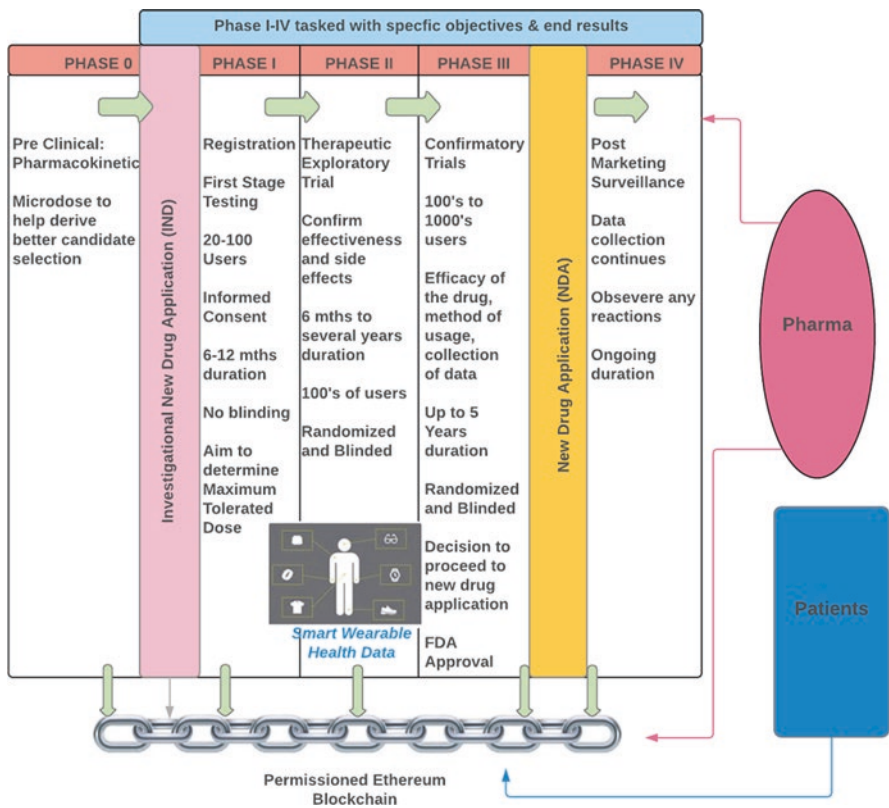 Phase I-IV tasked with specfic objectives & end results
PHASE 0
PHASE I
PHASE II
PHASE III
PHASE IV
Pre Clinical:
Pharmacokinetic
Microdose to
help derive
better candidate
selection
Investigational New Drug Application (IND)
Registration
First Stage
Testing
20-100
Users
Informed
Consent
6-12 mths
duration
No blinding
Aim to
determine
Maximum
Tolerated
Dose
Therapeutic
Exploratory
Trial
Confirm
effectiveness
and side
effects
6 mths to
several years
duration
100's of users
Randomized
and Blinded
Smart Wearable
Health Data
Confirmatory
Trials
100's to
1000's
users
Efficacy of
the drug,
method of
usage,
collection
of data
Up to 5
Years
duration
Randomized
and Blinded
Decision to
proceed to
new drug
application
FDA
Approval
New Drug Application (NDA)
Post
Marketing
Surveillance
Data
collection
continues
Obsevere any
reactions
Ongoing
duration
Pharma
Patients
Permissioned Ethereum
Blockchain